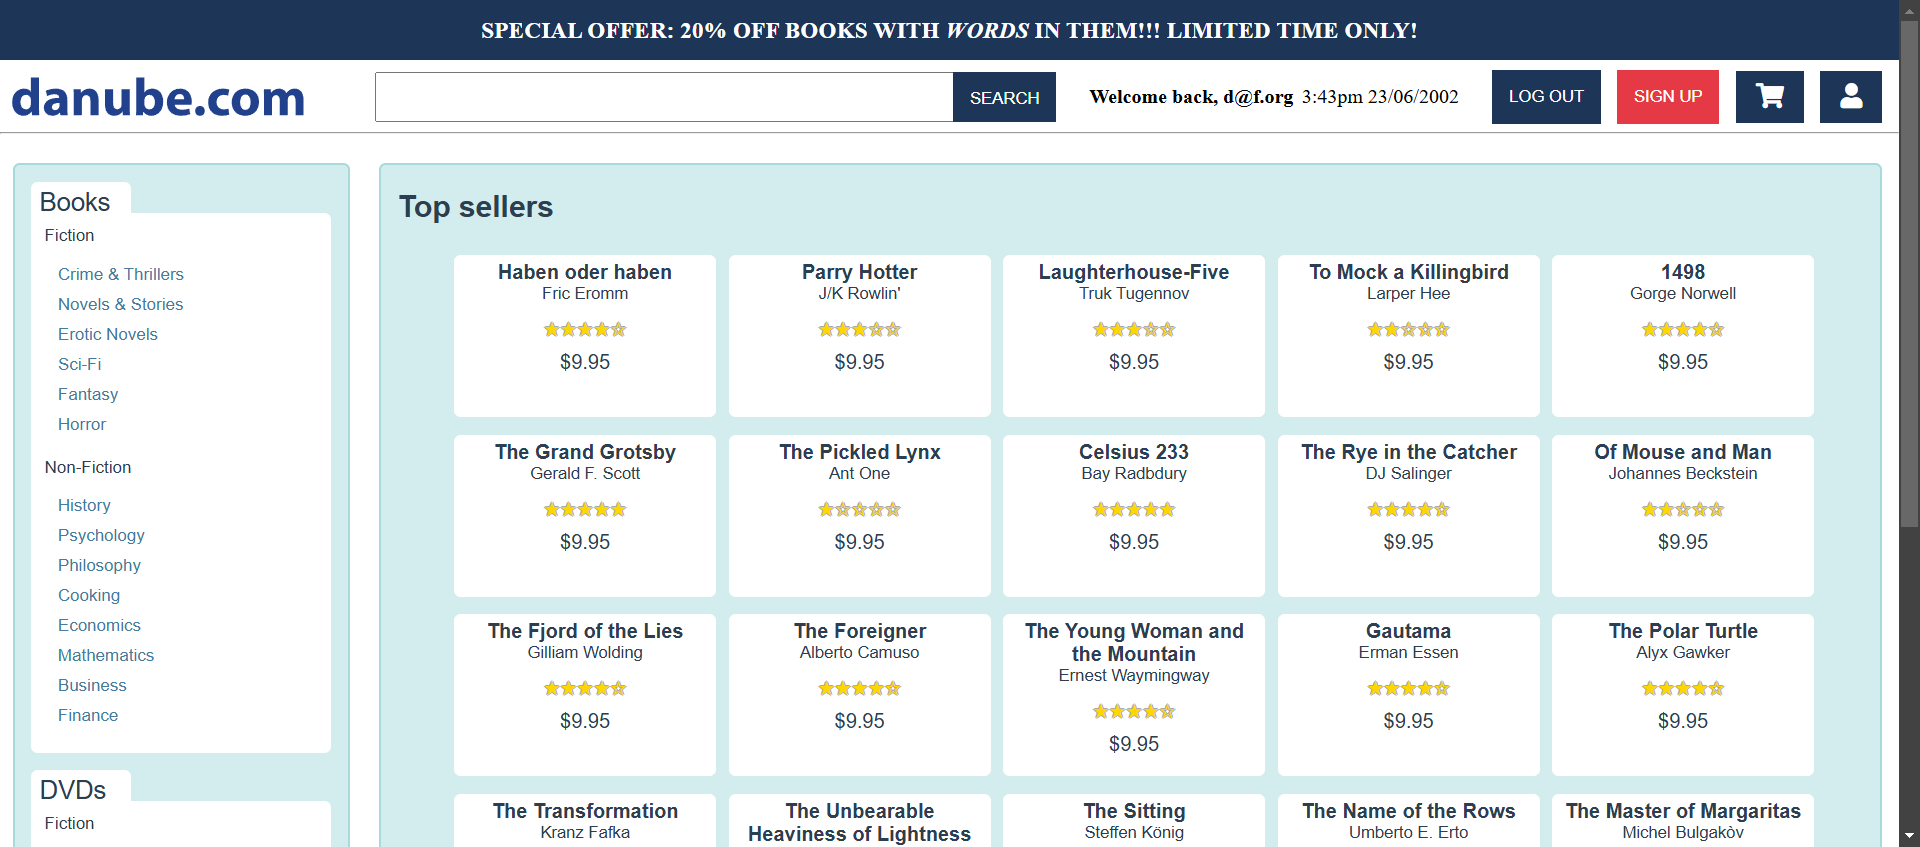 SPECIAL OFFER: 20% OFF BOOKS WITH WORDS IN THEM!!! LIMITED TIME ONLY!
danube.com
SEARCH
Welcome back, d@f.org 3:43pm 23/06/2002
LOG OUT
SIGN UP
Books
Fiction
Crime & Thrillers
Novels & Stories
Erotic Novels
Sci-Fi
Fantasy
Horror
Non-Fiction
History
Psychology
Philosophy
Cooking
Economics
Mathematics
Business
Finance
DVDs
Fiction
Top sellers
Haben oder haben
Fric Eromm
$9.95
Parry Hotter
J/K Rowlin'
$9.95
Laughterhouse-Five
Truk Tugennov
$9.95
To Mock a Killingbird
Larper Hee
$9.95
1498
Gorge Norwell
$9.95
The Grand Grotsby
Gerald F. Scott
$9.95
The Pickled Lynx
Ant One
$9.95
Celsius 233
Bay Radbdury
$9.95
The Rye in the Catcher
DJ Salinger
$9.95
Of Mouse and Man
Johannes Beckstein
$9.95
The Fjord of the Lies
Gilliam Wolding
$9.95
The Foreigner
Alberto Camuso
$9.95
The Young Woman and
the Mountain
Ernest Waymingway
$9.95
Gautama
Erman Essen
$9.95
The Polar Turtle
Alyx Gawker
$9.95
The Transformation
Kranz Fafka
The Unbearable
Heaviness of Lightness
The Sitting
Steffen König
The Name of the Rows
Umberto E. Erto
The Master of Margaritas
Michel Bulgakòv